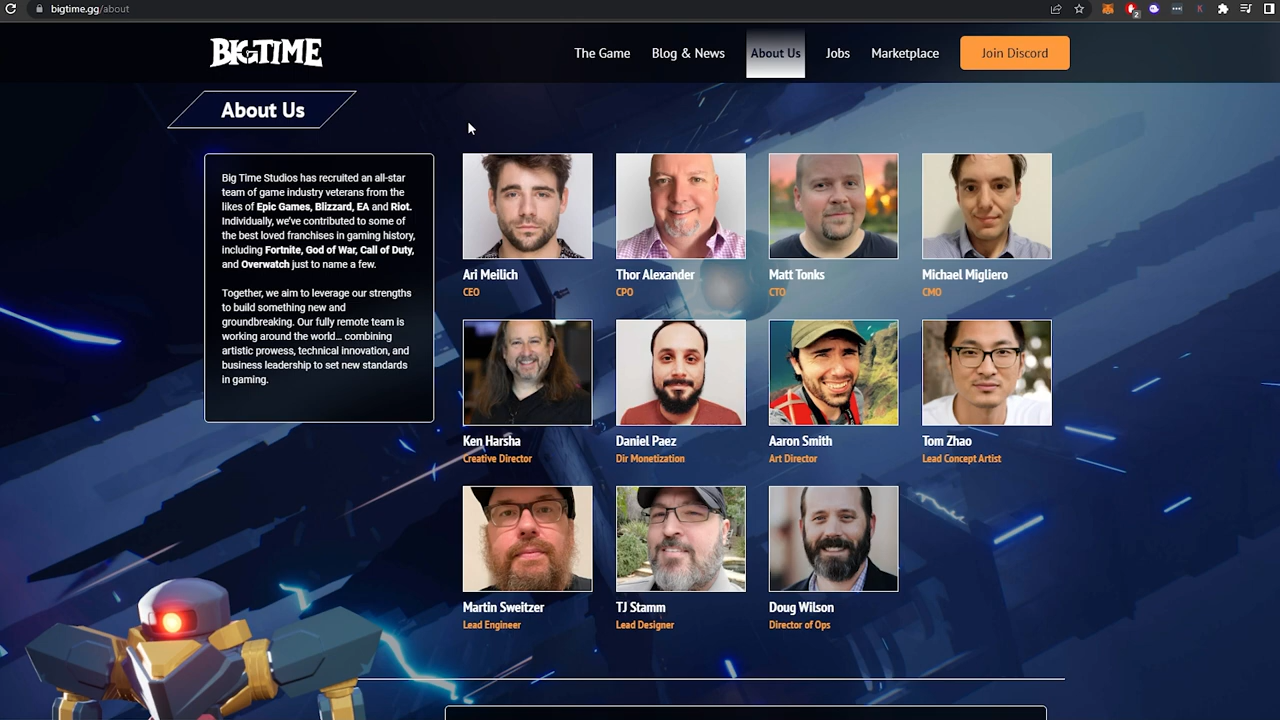 bigtime.gg/about
2
K
BIGTIME
The Game
Blog & News
About Us
Jobs
Marketplace
Join Discord
About Us
Big Time Studios has recruited an all-star
team of game industry veterans from the
likes of Epic Games, Blizzard, EA and Riot.
Individually, we've contributed to some of
the best loved franchises in gaming history,
including Fortnite, God of War, Call of Duty,
and Overwatch just to name a few.
Together, we aim to leverage our strengths
to build something new and
groundbreaking. Our fully remote team is
working around the world... combining
artistic prowess, technical innovation, and
business leadership to set new standards
in gaming.
Ari Meilich
CEO
Thor Alexander
CPO
Matt Tonks
CTO
Michael Migliero
CMO
Ken Harsha
Creative Director
Daniel Paez
Dir Monetization
Aaron Smith
Art Director
Tom Zhao
Lead Concept Artist
Martin Sweitzer
Lead Engineer
TJ Stamm
Lead Designer
Doug Wilson
Director of Ops